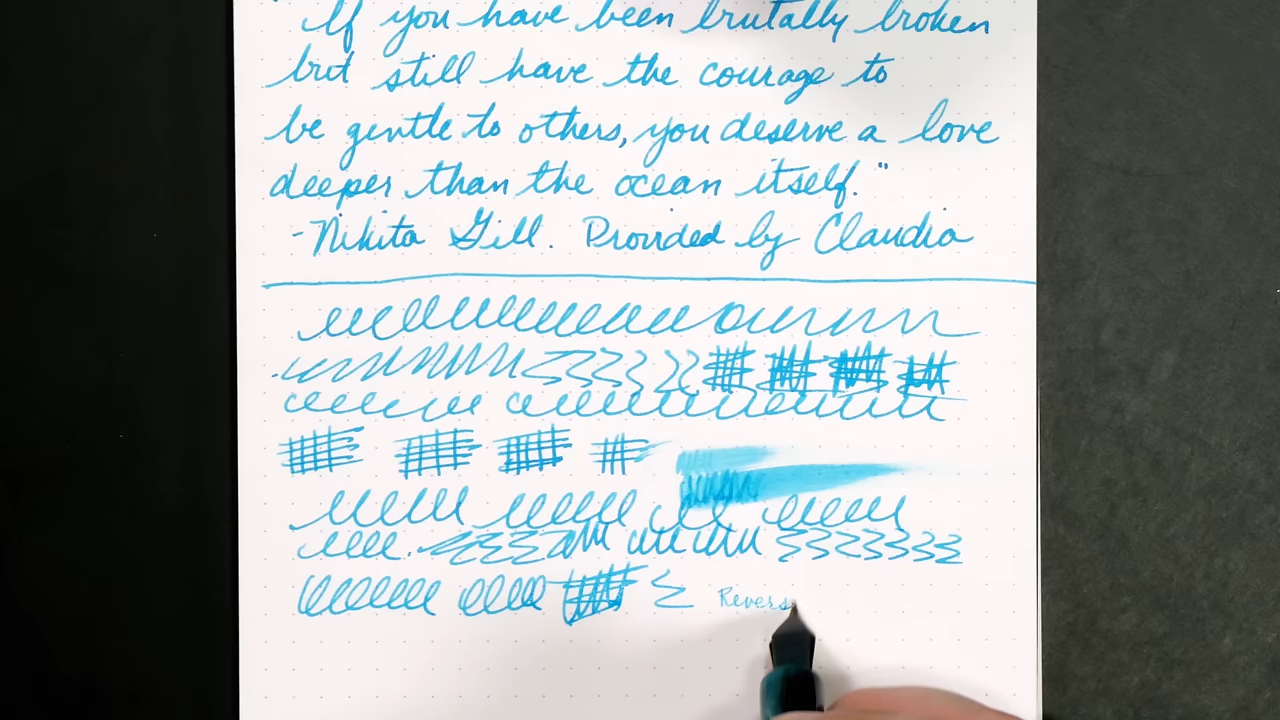 "If you have been brutally broken
but still have the courage to
be gentle to others, you deserve a love
deeper than the ocean itself."
-Nikita Gill. Provided by Claudia
Revers